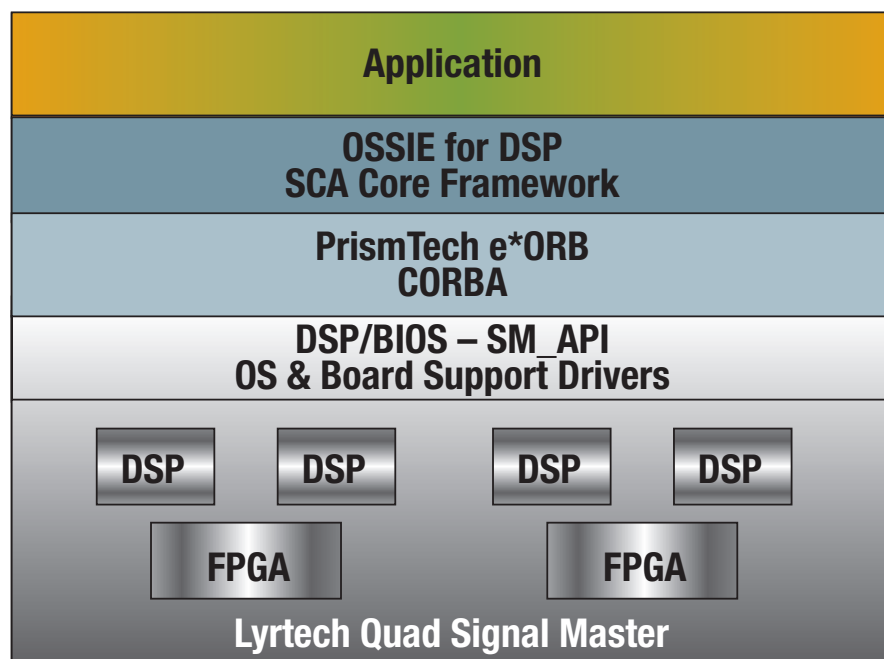 Application
OSSIE for DSP
SCA Core Framework
PrismTech e*ORB
CORBA
DSP/BIOS – SM_API
OS & Board Support Drivers
DSP DSP DSP DSP
FPGA FPGA
Lyrtech Quad Signal Master